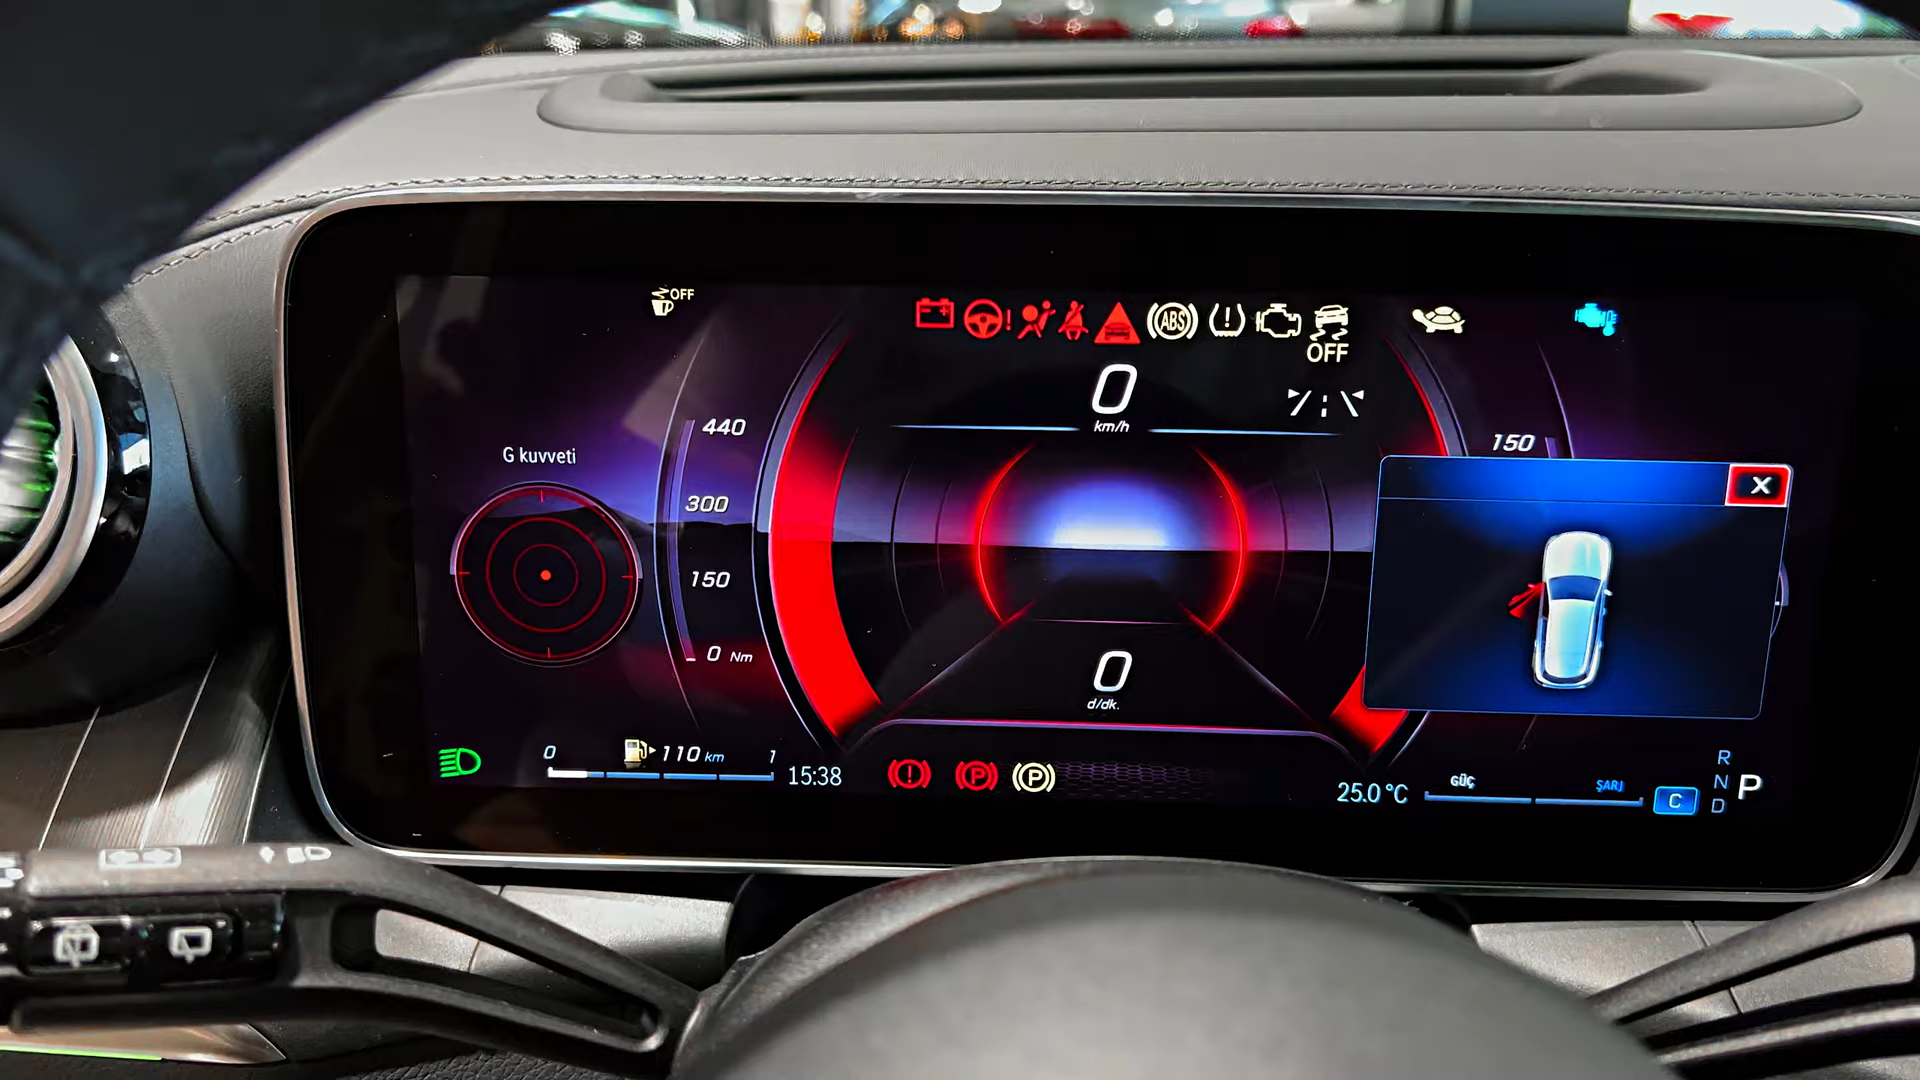 OFF
ABS
OFF
0
km/h
440
300
150
0 Nm
G kuvveti
150
X
0
d/dk.
0
110 km
1
15:38
P
P
25.0 °C
GÜÇ
ŞARJ
C
R
N
D
P